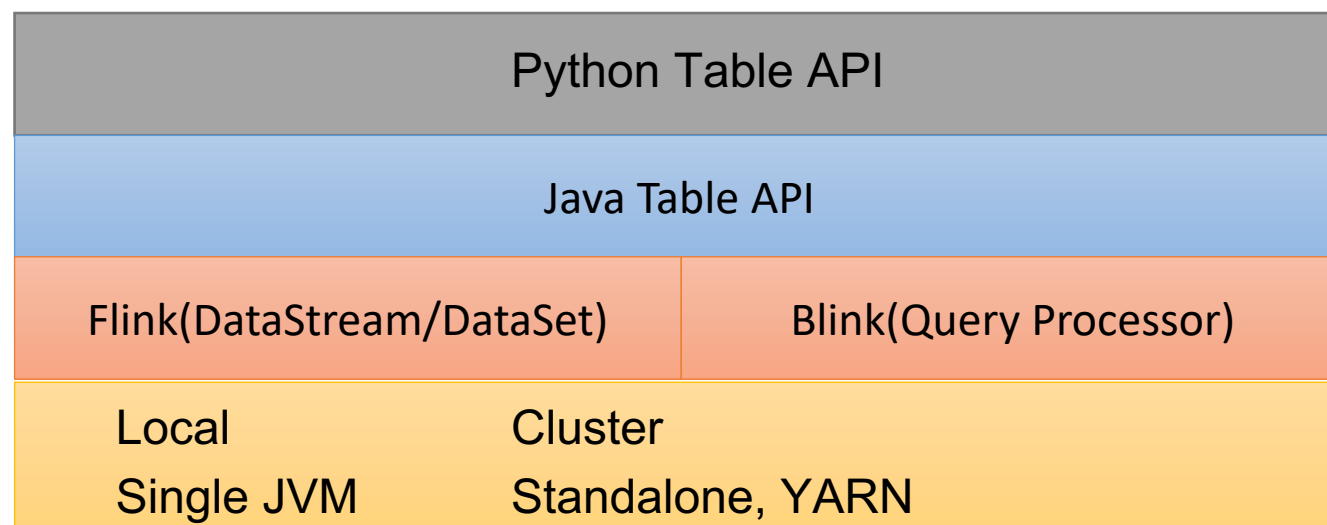 Python Table API
Java Table API
Flink(DataStream/DataSet)
Blink(Query Processor)
Local
Cluster
Single JVM
Standalone, YARN